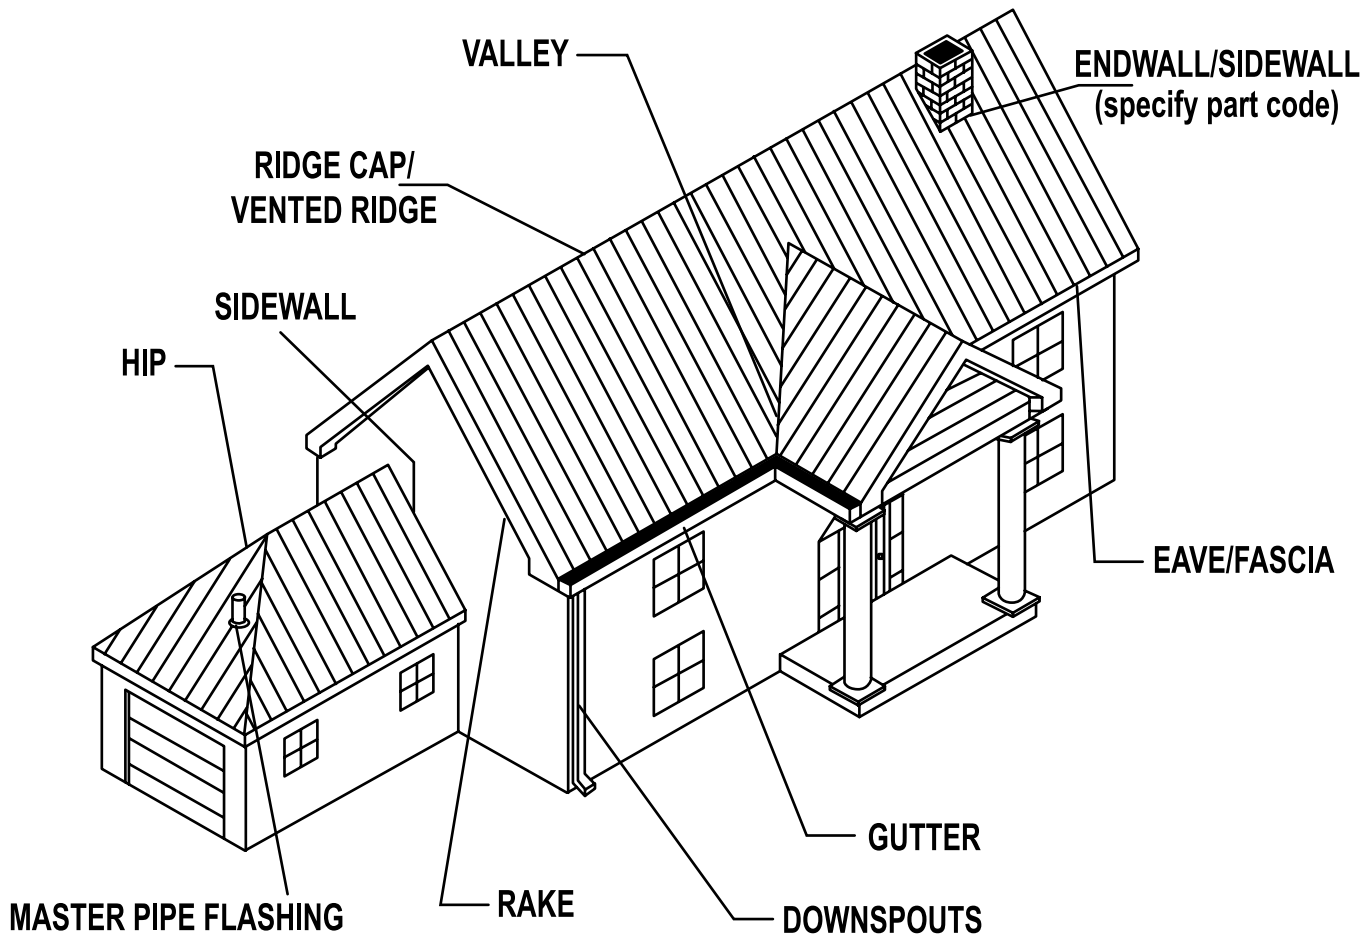 VALLEY
ENDWALL/SIDEWALL
(specify part code)
RIDGE CAP/
VENTED RIDGE
SIDEWALL
HIP
EAVE/FASCIA
GUTTER
RAKE
DOWNSPOUTS
MASTER PIPE FLASHING